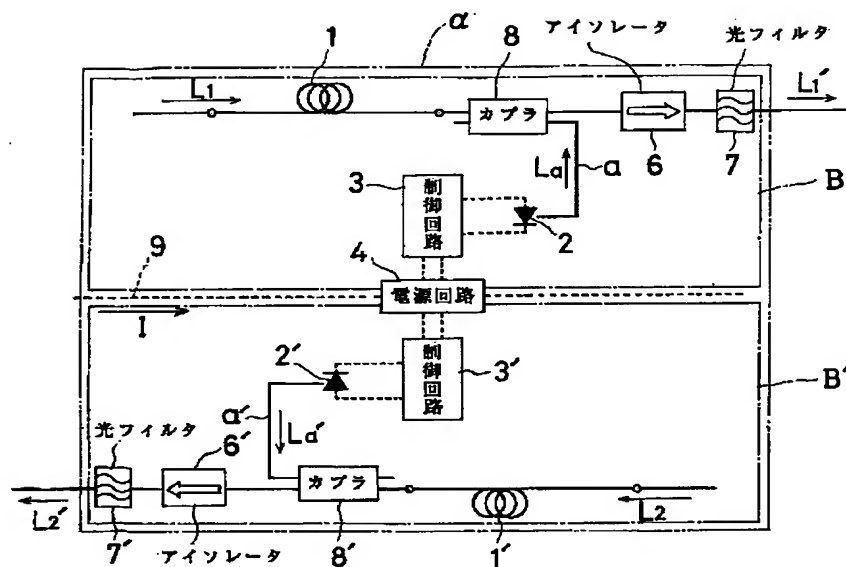 α
アイソレータ
光フィルタ
1
8
L1
カプラ
L1'
6
7
La
a
B
3
制御回路
2
9
4
電源回路
I
2'
制御回路
3'
B'
a'
光フィルタ
6'
La'
カプラ
L2'
L2
7'
アイソレータ
8'
1'